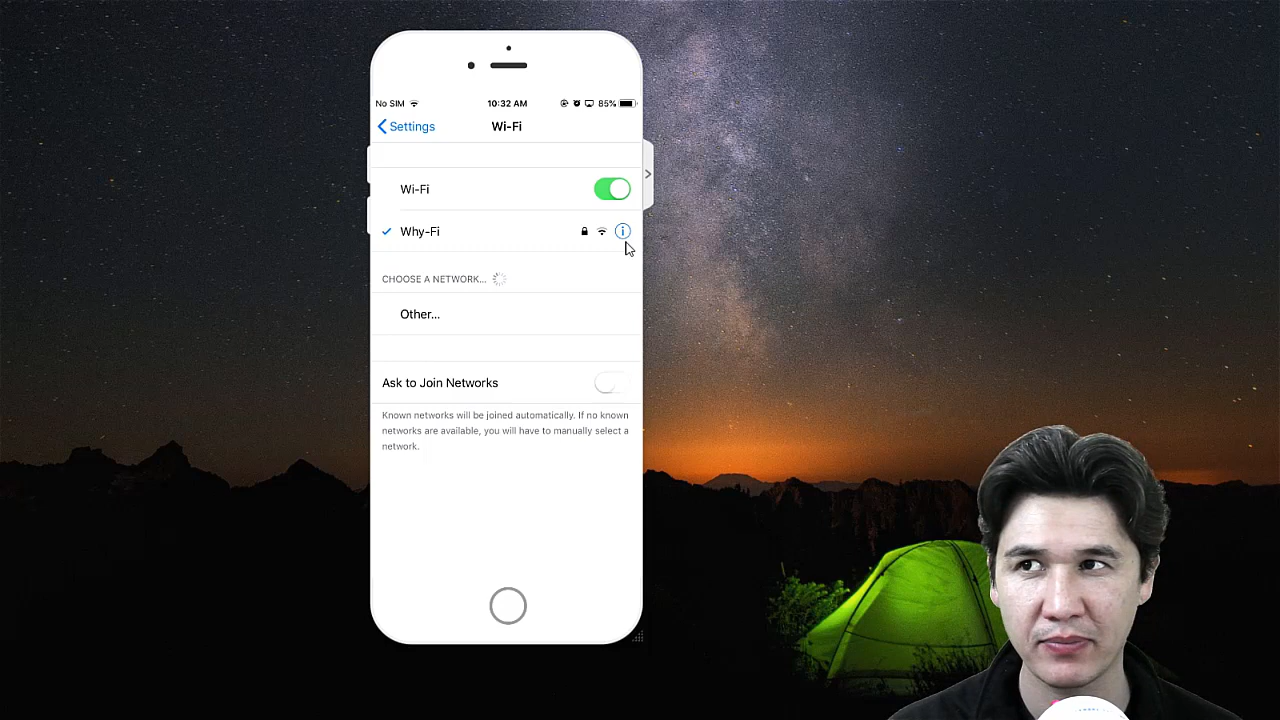 No SIM 10:32 AM 85%
Settings Wi-Fi
Wi-Fi
Why-Fi
CHOOSE A NETWORK...
Other...
Ask to Join Networks
Known networks will be joined automatically. If no known
networks are available, you will have to manually select a
network.